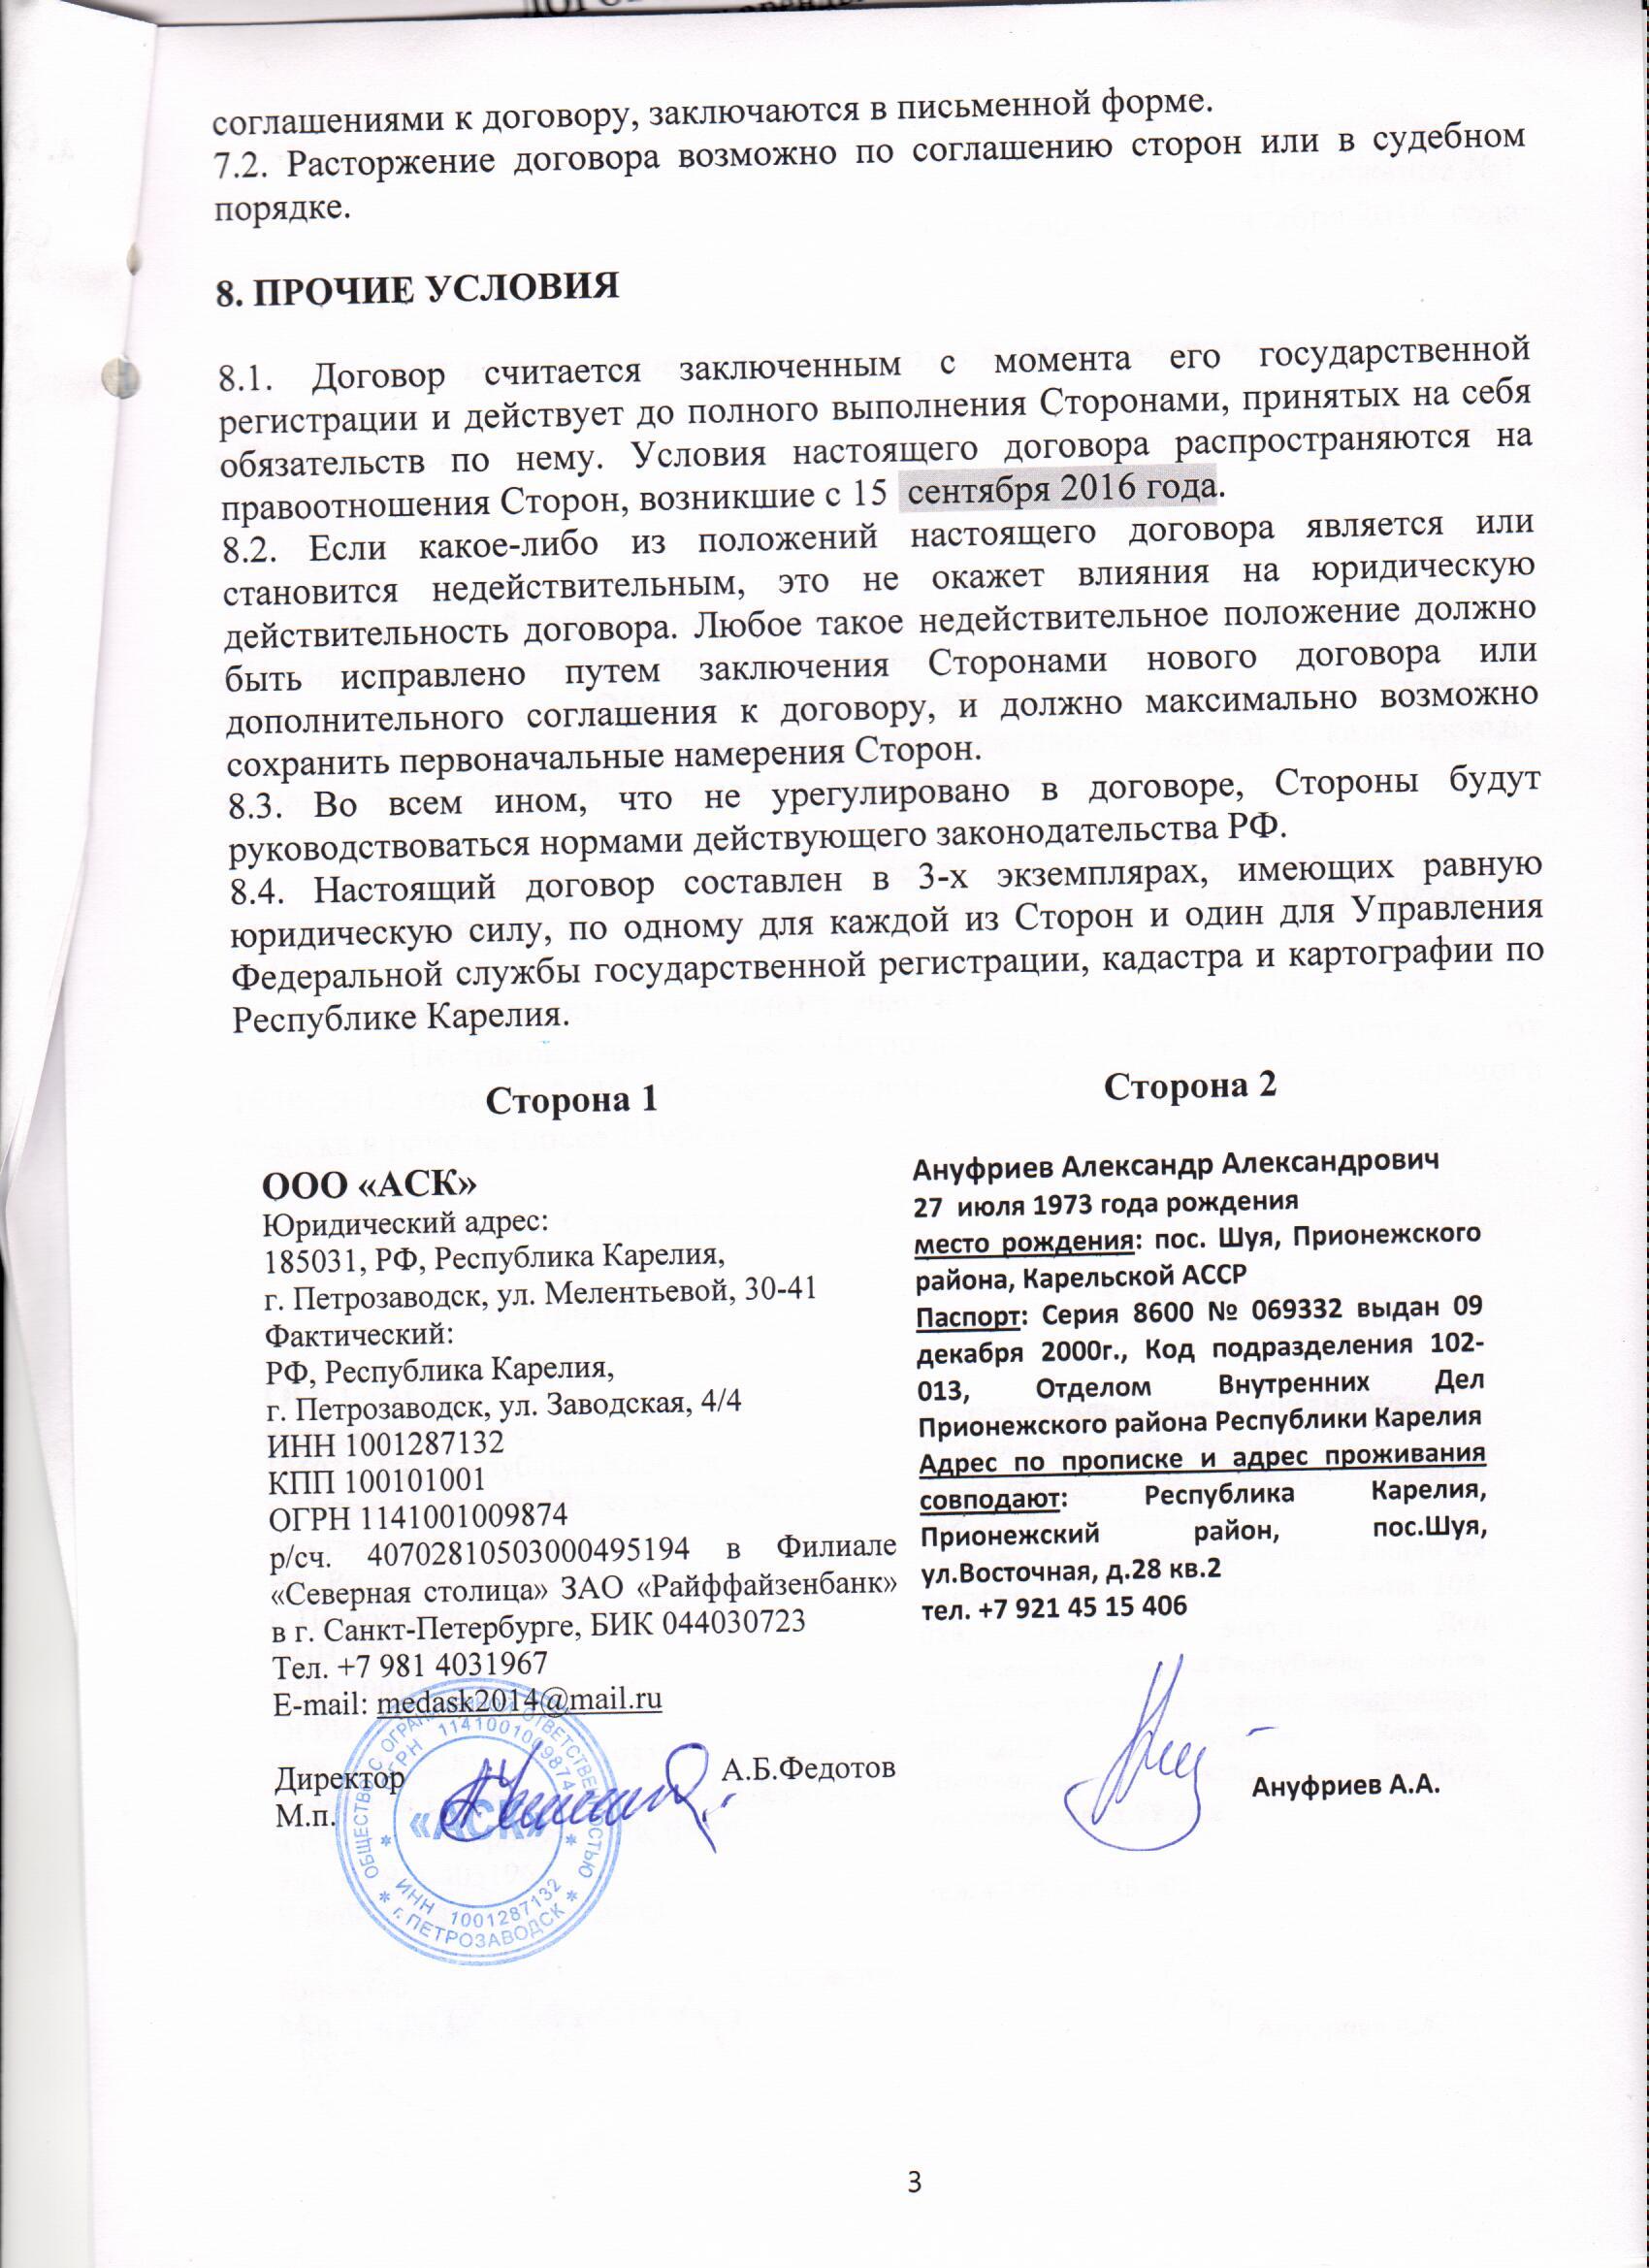 соглашениями к договору, заключаются в письменной форме.
7.2. Расторжение договора возможно по соглашению сторон или в судебном
порядке.
8. ПРОЧИЕ УСЛОВИЯ
8.1. Договор считается заключенным с момента его государственной
регистрации и действует до полного выполнения Сторонами, принятых на себя
обязательств по нему. Условия настоящего договора распространяются на
правоотношения Сторон, возникшие с 15 сентября 2016 года.
8.2. Если какое-либо из положений настоящего договора является или
становится недействительным, это не окажет влияния на юридическую
действительность договора. Любое такое недействительное положение должно
быть исправлено путем заключения Сторонами нового договора или
дополнительного соглашения к договору, и должно максимально возможно
сохранить первоначальные намерения Сторон.
8.3. Во всем ином, что не урегулировано в договоре, Стороны будут
руководствоваться нормами действующего законодательства РФ.
8.4. Настоящий договор составлен в 3-х экземплярах, имеющих равную
юридическую силу, по одному для каждой из Сторон и один для Управления
Федеральной службы государственной регистрации, кадастра и картографии по
Республике Карелия.
Сторона 1
ООО «АСК»
Юридический адрес:
185031, РФ, Республика Карелия,
г. Петрозаводск, ул. Мелентьевой, 30-41
Фактический:
РФ, Республика Карелия,
г. Петрозаводск, ул. Заводская, 4/4
ИНН 1001287132
КПП 100101001
ОГРН 1141001009874
р/сч. 40702810503000495194 в Филиале
«Северная столица» ЗАО «Райффайзенбанк»
в г. Санкт-Петербурге, БИК 044030723
Тел. +7 981 4031967
E-mail: medask2014@mail.ru
Директор А.Б.Федотов
М.п.
ОБЩЕСТВО С ОГРАНИЧЕННОЙ ОТВЕТСТВЕННОСТЬЮ
ОГРН 1141001009874
«АСК»
ИНН 1001287132
г. ПЕТРОЗАВОДСК
Сторона 2
Ануфриев Александр Александрович
27 июля 1973 года рождения
место рождения: пос. Шуя, Прионежского
района, Карельской АССР
Паспорт: Серия 8600 № 069332 выдан 09
декабря 2000г., Код подразделения 102-
013, Отделом Внутренних Дел
Прионежского района Республики Карелия
Адрес по прописке и адрес проживания
совподают: Республика Карелия,
Прионежский район, пос.Шуя,
ул.Восточная, д.28 кв.2
тел. +7 921 45 15 406
Ануфриев А.А.
3